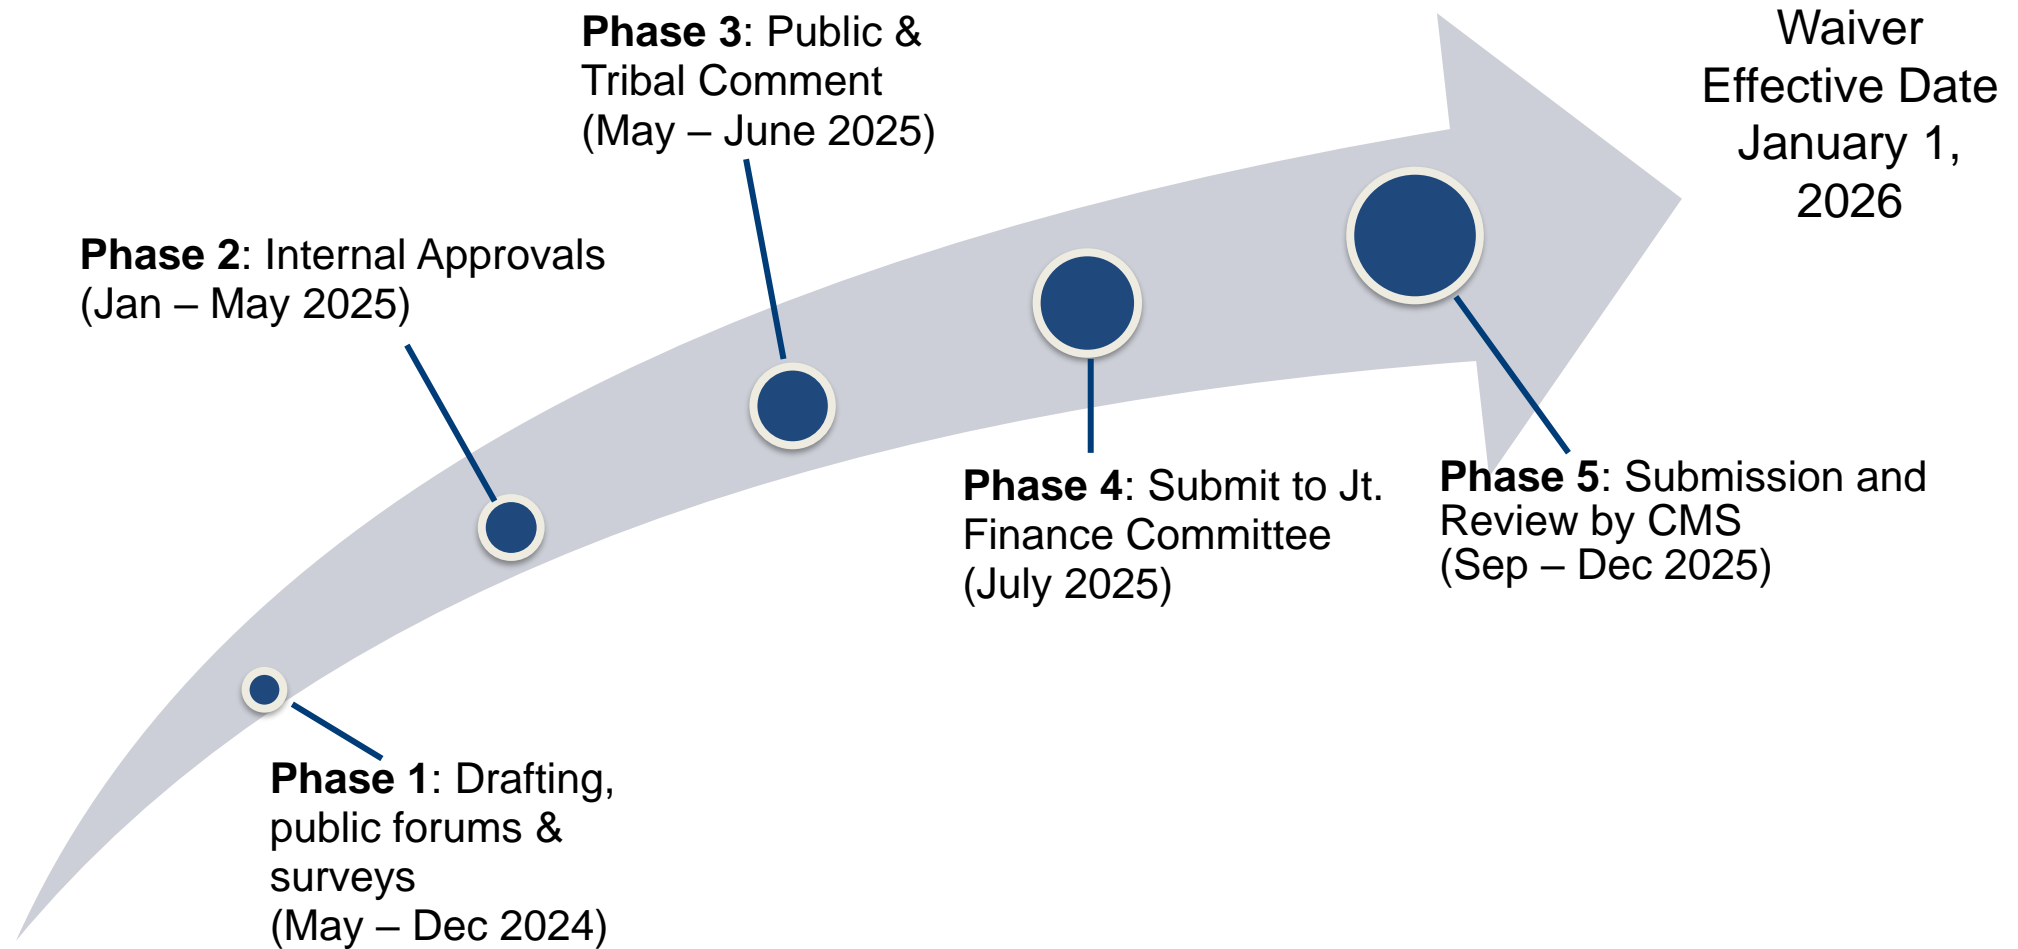 Phase 3: Public &
Tribal Comment
(May – June 2025)
Waiver
Effective Date
January 1,
2026
Phase 2: Internal Approvals
(Jan – May 2025)
Phase 4: Submit to Jt.
Finance Committee
(July 2025)
Phase 5: Submission and
Review by CMS
(Sep – Dec 2025)
Phase 1: Drafting,
public forums &
surveys
(May – Dec 2024)